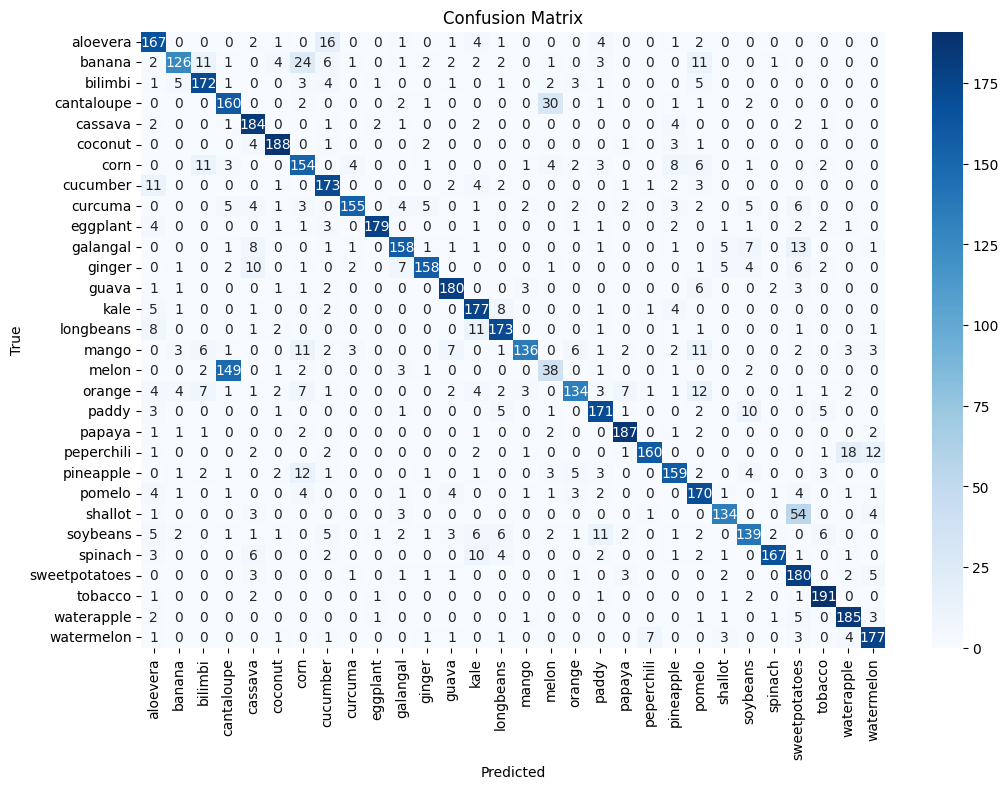 Confusion Matrix
aloevera 167 0 0 0 2 1 0 16 0 0 1 0 1 4 1 0 0 0 4 0 0 1 2 0 0 0 0 0 0 0
banana 2 126 11 1 0 4 24 6 1 0 1 2 2 2 2 0 1 0 3 0 0 0 11 0 0 1 0 0 0 0
bilimbi 1 5 172 1 0 0 3 4 0 1 0 0 1 0 1 0 2 3 1 0 0 0 5 0 0 0 0 0 0 0
cantaloupe 0 0 0 160 0 0 2 0 0 0 2 1 0 0 0 0 30 0 1 0 0 1 1 0 2 0 0 0 0 0
cassava 2 0 0 1 184 0 0 1 0 2 1 0 0 2 0 0 0 0 0 0 0 4 0 0 0 0 2 1 0 0
coconut 0 0 0 0 4 188 0 1 0 0 0 2 0 0 0 0 0 0 0 1 0 3 1 0 0 0 0 0 0 0
corn 0 0 11 3 0 0 154 0 4 0 0 1 0 0 0 1 4 2 3 0 0 8 6 0 1 0 0 2 0 0
cucumber 11 0 0 0 0 1 0 173 0 0 0 0 2 4 2 0 0 0 0 1 1 2 3 0 0 0 0 0 0 0
curcuma 0 0 0 5 4 1 3 0 155 0 4 5 0 1 0 2 0 2 0 2 0 3 2 0 5 0 6 0 0 0
eggplant 4 0 0 0 0 1 1 3 0 179 0 0 0 0 0 0 0 1 1 0 0 2 0 1 1 0 2 2 1 0
galangal 0 0 0 1 8 0 0 1 1 0 158 1 1 1 0 0 0 0 1 0 0 1 0 5 7 0 13 0 0 1
ginger 0 1 0 2 10 0 1 0 2 0 7 158 0 0 0 0 1 0 0 0 0 0 1 5 4 0 6 2 0 0
guava 1 1 0 0 0 1 1 2 0 0 0 0 180 0 0 3 0 0 0 0 0 0 6 0 0 2 3 0 0 0
kale 5 1 0 0 1 0 0 2 0 0 0 0 0 177 8 0 0 0 1 0 1 4 0 0 0 0 0 0 0 0
longbeans 8 0 0 0 1 2 0 0 0 0 0 0 0 11 173 0 0 0 1 0 0 1 1 0 0 0 1 0 0 1
mango 0 3 6 1 0 0 11 2 3 0 0 0 7 0 1 136 0 6 1 2 0 2 11 0 0 0 2 0 3 3
melon 0 0 2 149 0 1 2 0 0 0 3 1 0 0 0 0 38 0 1 0 0 1 0 0 2 0 0 0 0 0
orange 4 4 7 1 1 2 7 1 0 0 0 0 2 4 2 3 0 134 3 7 1 1 12 0 0 0 1 1 2 0
paddy 3 0 0 0 0 1 0 0 0 0 1 0 0 0 5 0 1 0 171 1 0 0 2 0 10 0 0 5 0 0
papaya 1 1 1 0 0 0 2 0 0 0 0 0 0 1 0 0 2 0 0 187 0 1 2 0 0 0 0 0 0 2
peperchili 1 0 0 0 2 0 0 2 0 0 0 0 0 2 0 1 0 0 0 1 160 0 0 0 0 0 0 1 18 12
pineapple 0 1 2 1 0 2 12 1 0 0 0 1 0 1 0 0 3 5 3 0 0 159 2 0 4 0 0 3 0 0
pomelo 4 1 0 1 0 0 4 0 0 0 1 0 4 0 0 1 1 3 2 0 0 0 170 1 0 1 4 0 1 1
shallot 1 0 0 0 3 0 0 0 0 0 3 0 0 0 0 0 0 0 0 0 1 0 0 134 0 0 54 0 0 4
soybeans 5 2 0 1 1 1 0 5 0 1 2 1 3 6 6 0 2 1 11 2 0 1 2 0 139 2 0 6 0 0
spinach 3 0 0 0 6 0 0 0 0 0 0 0 0 10 4 0 0 0 2 0 0 1 2 1 0 167 1 0 1 0
sweetpotatoes 0 0 0 0 3 0 0 0 1 0 1 1 1 0 0 0 0 1 0 3 0 0 0 2 0 0 180 0 2 5
tobacco 1 0 0 0 2 0 0 0 0 1 0 0 0 0 0 0 0 0 0 0 0 0 0 1 2 0 1 191 0 0
waterapple 2 0 0 0 0 0 0 0 0 1 0 0 0 0 0 1 0 0 0 0 0 1 1 0 0 1 5 0 185 3
watermelon 1 0 0 0 0 1 0 1 0 0 0 1 1 0 1 0 0 0 0 0 7 0 0 3 0 0 3 0 4 177
True
aloevera banana bilimbi cantaloupe cassava coconut corn cucumber curcuma eggplant galangal ginger guava kale longbeans mango melon orange paddy papaya peperchili pineapple pomelo shallot soybeans spinach sweetpotatoes tobacco waterapple watermelon
Predicted
175
150
125
100
75
50
25
0